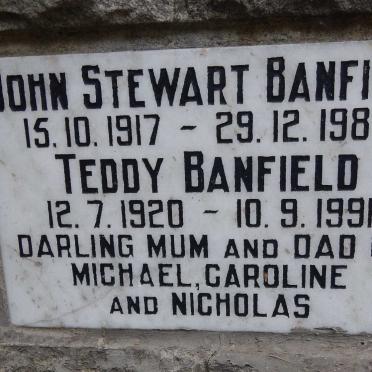 JOHN STEWART BANFI
15.10.1917 ~ 29.12.198
TEDDY BANFIELD
12.7.1920 ~ 10.9.1991
DARLING MUM AND DAD
MICHAEL, CAROLINE
AND NICHOLAS